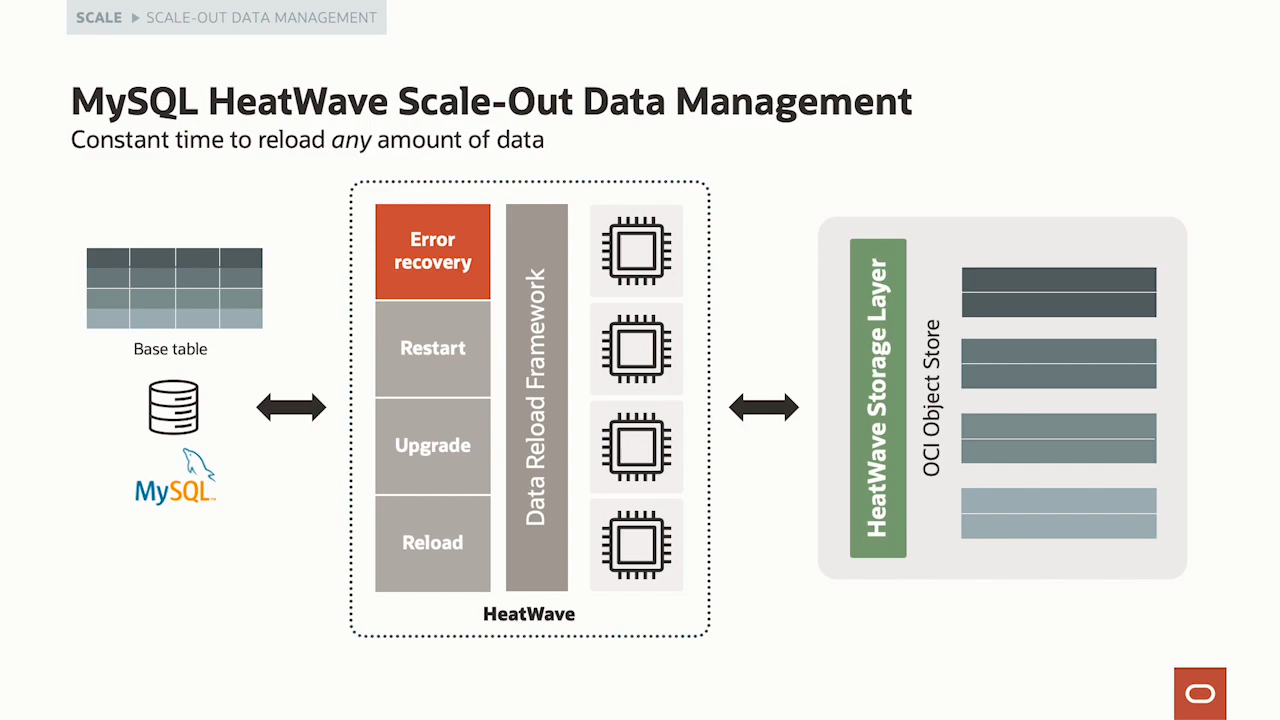 SCALE ▶ SCALE-OUT DATA MANAGEMENT
MySQL HeatWave Scale-Out Data Management
Constant time to reload any amount of data
Base table
MySQL™
Error
recovery
Restart
Upgrade
Reload
Data Reload Framework
HeatWave
HeatWave Storage Layer
OCI Object Store